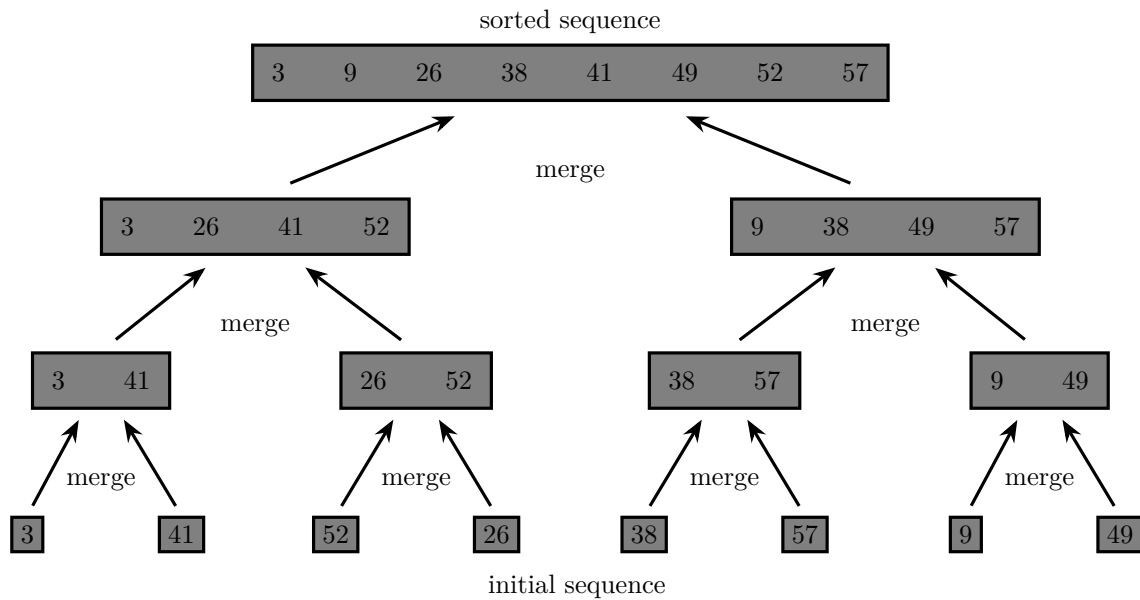 sorted sequence
3 9 26 38 41 49 52 57
merge
3 26 41 52 9 38 49 57
merge merge
3 41 26 52 38 57 9 49
merge merge merge merge
3 41 52 26 38 57 9 49
initial sequence